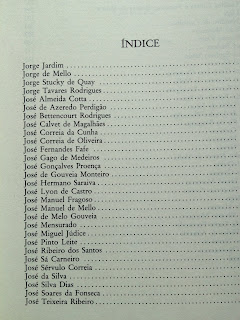 ÍNDICE
Jorge Jardim
Jorge de Mello
Jorge Stucky de Quay
Jorge Tavares Rodrigues
José Almeida Cotta
José de Azeredo Perdigão
José Bettencourt Rodrigues
José Calvet de Magalhães
José Correia da Cunha
José Correia de Oliveira
José Fernandes Fafe
José Gago de Medeiros
José Gonçalves Proença
José de Gouveia Monteiro
José Hermano Saraiva
José Lyon de Castro
José Manuel Fragoso
José Manuel de Mello
José de Melo Gouveia
José Mensurado
José Miguel Júdice
José Pinto Leite
José Ribeiro dos Santos
José Sá Carneiro
José Sérvulo Correia
José da Silva
José Silva Dias
José Soares da Fonseca
José Teixeira Ribeiro